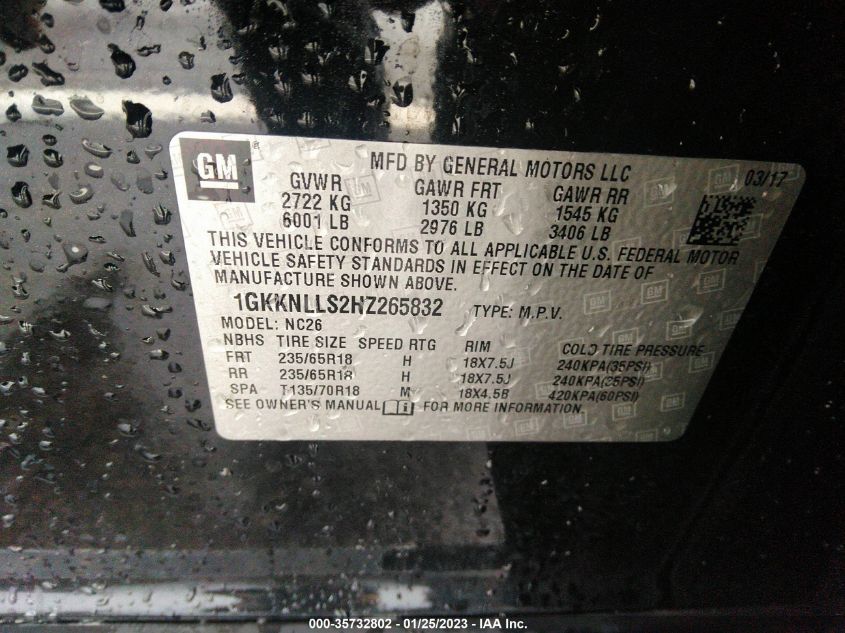 GM
MFD BY GENERAL MOTORS LLC
03/17
GVWR GAWR FRT GAWR RR
2722 KG 1350 KG 1545 KG
6001 LB 2976 LB 3406 LB
THIS VEHICLE CONFORMS TO ALL APPLICABLE U.S. FEDERAL MOTOR
VEHICLE SAFETY STANDARDS IN EFFECT ON THE DATE OF
MANUFACTURE SHOWN ABOVE.
1GKKNLLS2HZ265832 TYPE: M.P.V.
MODEL: NC26
NBHS TIRE SIZE SPEED RTG RIM COLD TIRE PRESSURE
FRT 235/65R18 H 18X7.5J 240KPA(35PSI)
RR 235/65R18 H 18X7.5J 240KPA(35PSI)
SPA T135/70R18 M 18X4.5B 420KPA(60PSI)
SEE OWNER'S MANUAL FOR MORE INFORMATION.
000-35732802 - 01/25/2023 - IAA Inc.